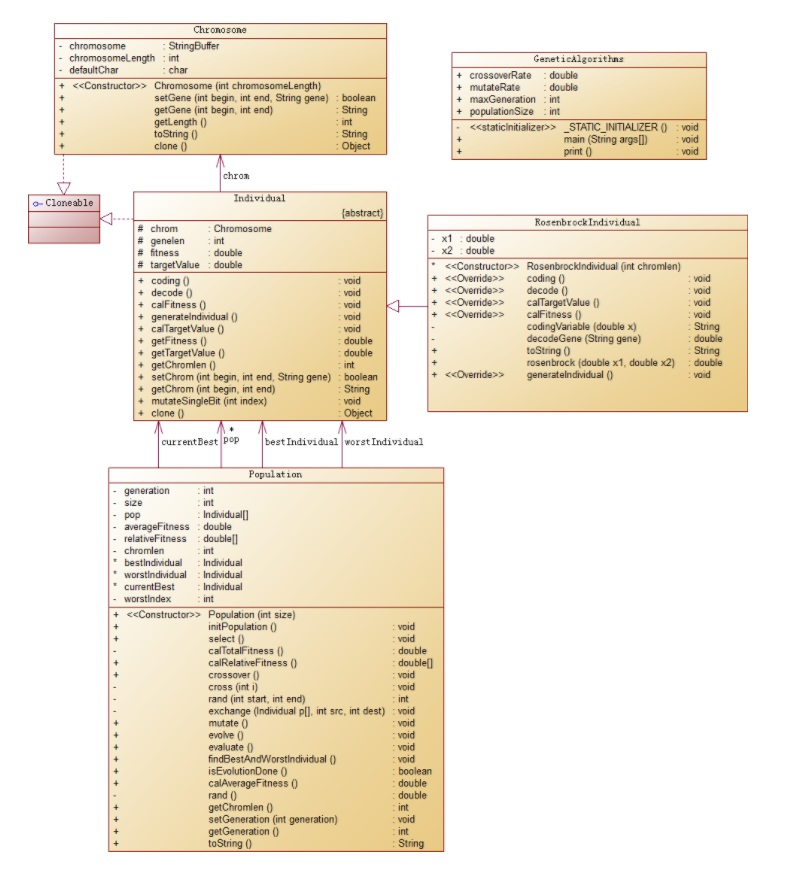 Chromosome
- chromosome : StringBuffer
- chromosomeLength : int
- defaultChar : char
+ <<Constructor>> Chromosome (int chromosomeLength)
+ setGene (int begin, int end, String gene) : boolean
+ getGene (int begin, int end) : String
+ getLength () : int
+ toString () : String
+ clone () : Object
GeneticAlgorithms
+ crossoverRate : double
+ mutateRate : double
+ maxGeneration : int
+ populationSize : int
- <<staticInitializer>> _STATIC_INITIALIZER () : void
+ main (String args[]) : void
+ print () : void
chrom
Cloneable
Individual
{abstract}
# chrom : Chromosome
# genelen : int
# fitness : double
# targetValue : double
+ coding () : void
+ decode () : void
+ calFitness () : void
+ generateIndividual () : void
+ calTargetValue () : void
+ getFitness () : double
+ getTargetValue () : double
+ getChromlen () : int
+ setChrom (int begin, int end, String gene) : boolean
+ getChrom (int begin, int end) : String
+ mutateSingleBit (int index) : void
+ clone () : Object
RosenbrockIndividual
- x1 : double
- x2 : double
* <<Constructor>> RosenbrockIndividual (int chromlen)
+ <<Override>> coding () : void
+ <<Override>> decode () : void
+ <<Override>> calTargetValue () : void
+ <<Override>> calFitness () : void
- codingVariable (double x) : String
- decodeGene (String gene) : double
+ toString () : String
+ rosenbrock (double x1, double x2) : double
+ <<Override>> generateIndividual () : void
*
currentBest pop bestIndividual worstIndividual
Population
- generation : int
- size : int
- pop : Individual[]
- averageFitness : double
- relativeFitness : double[]
- chromlen : int
* bestIndividual : Individual
* worstIndividual : Individual
* currentBest : Individual
- worstIndex : int
+ <<Constructor>> Population (int size)
+ initPopulation () : void
+ select () : void
- calTotalFitness () : double
+ calRelativeFitness () : double[]
+ crossover () : void
- cross (int i) : void
- rand (int start, int end) : int
- exchange (Individual p[], int src, int dest) : void
+ mutate () : void
+ evolve () : void
+ evaluate () : void
+ findBestAndWorstIndividual () : void
+ isEvolutionDone () : boolean
+ calAverageFitness () : double
- rand () : double
+ getChromlen () : int
+ setGeneration (int generation) : void
+ getGeneration () : int
+ toString () : String